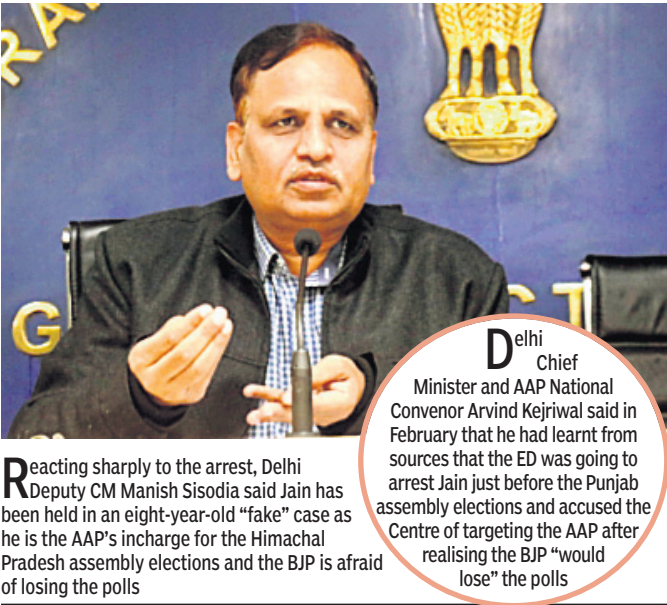 RA
G
CT
Reacting sharply to the arrest, Delhi
Deputy CM Manish Sisodia said Jain has
been held in an eight-year-old “fake” case as
he is the AAP’s incharge for the Himachal
Pradesh assembly elections and the BJP is afraid
of losing the polls
Delhi
Chief
Minister and AAP National
Convenor Arvind Kejriwal said in
February that he had learnt from
sources that the ED was going to
arrest Jain just before the Punjab
assembly elections and accused the
Centre of targeting the AAP after
realising the BJP “would
lose” the polls